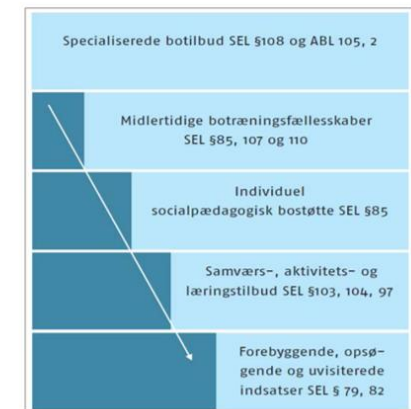 Specialiserede botilbud SEL §108 og ABL 105, 2
Midlertidige botræningsfællesskaber
SEL §85, 107 og 110
Individuel
socialpædagogisk bostøtte SEL §85
Samværs-, aktivitets- og
læringstilbud SEL §103, 104, 97
Forebyggende, opsø-
gende og uvisiterede
indsatser SEL § 79, 82